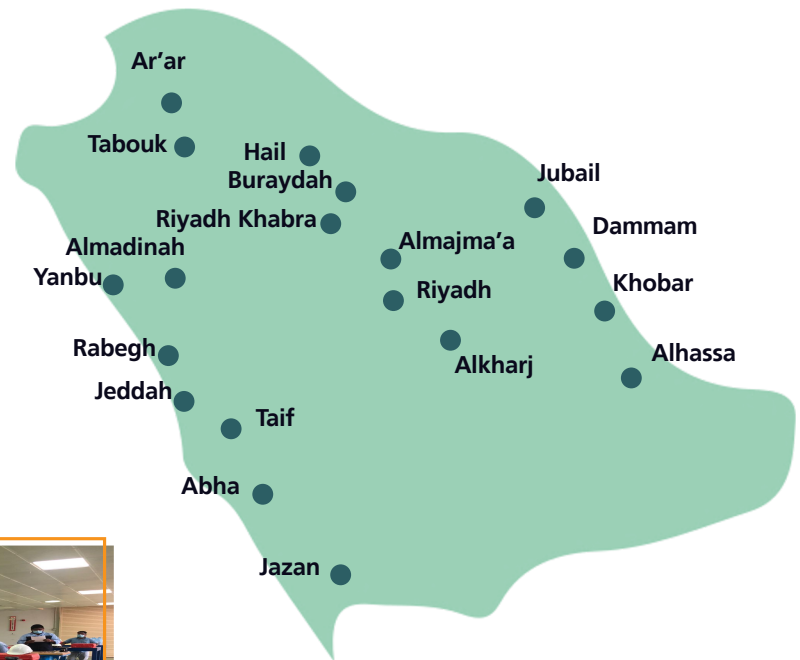 Ar’ar
Tabouk
Hail
Buraydah
Jubail
Riyadh Khabra
Dammam
Almajma’a
Almadinah
Yanbu
Riyadh
Khobar
Rabegh
Alkharj
Alhassa
Jeddah
Taif
Abha
Jazan